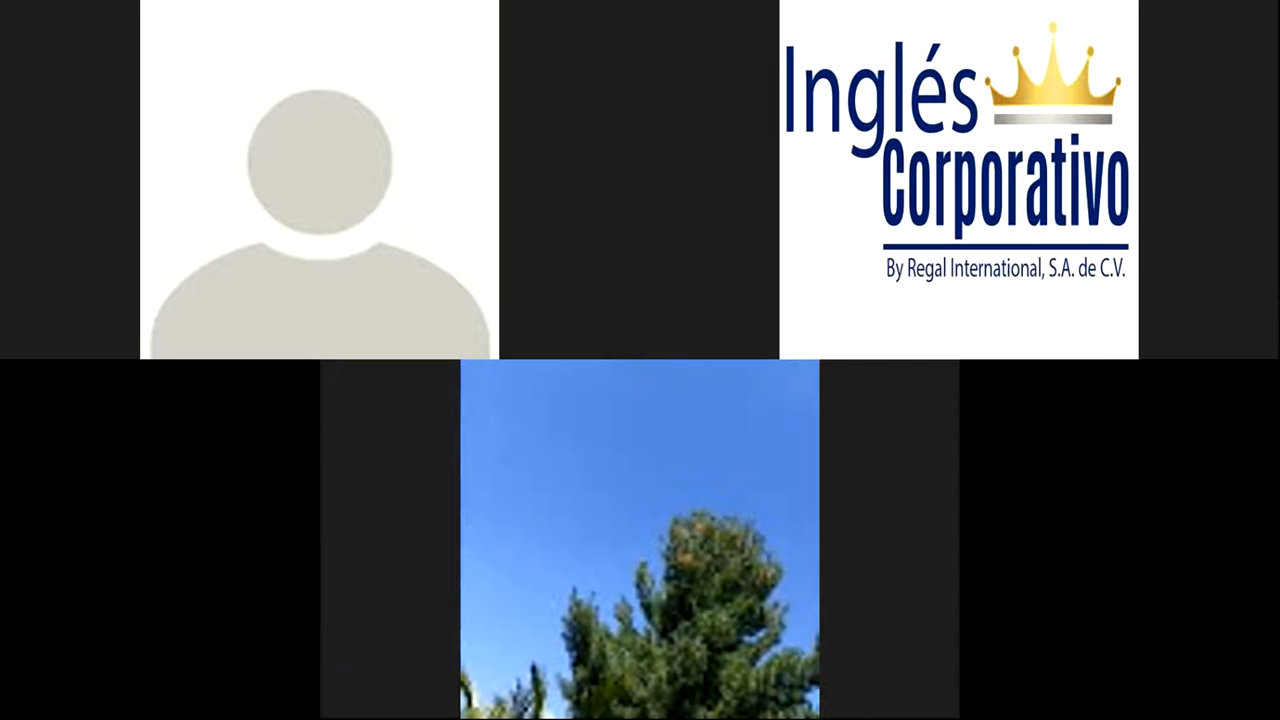 Inglés
Corporativo
By Regal International, S.A. de C.V.